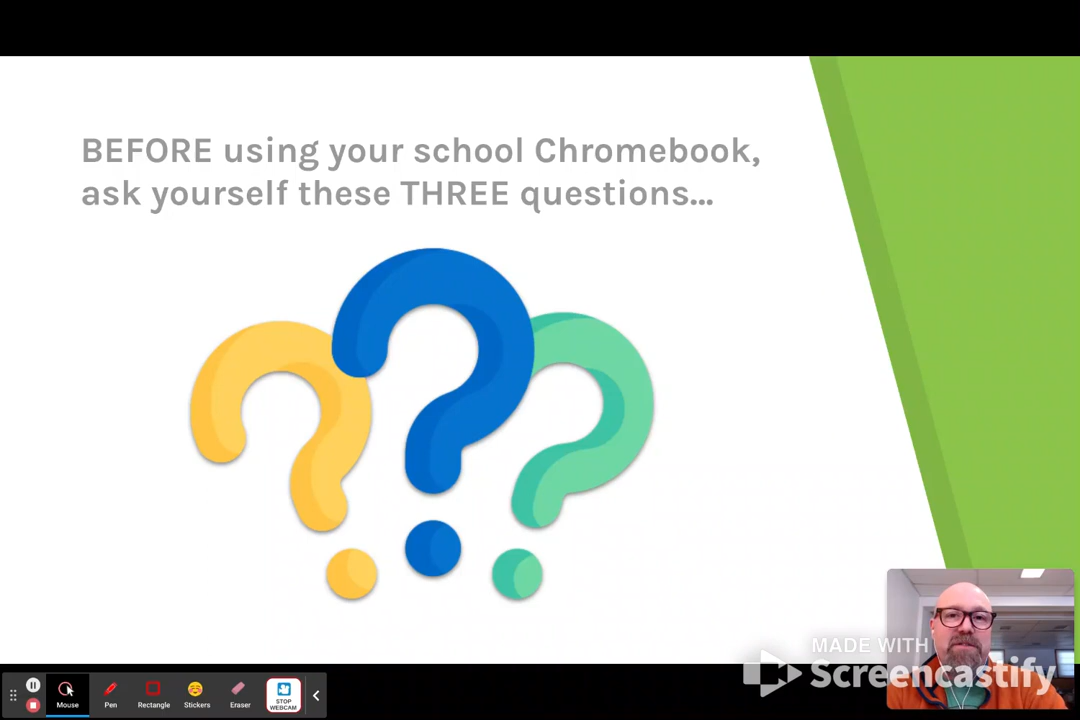 BEFORE using your school Chromebook,
ask yourself these THREE questions...
MADE WITH
Screencastify
Mouse
Pen
Rectangle
Stickers
Eraser
STOP
WEBCAM